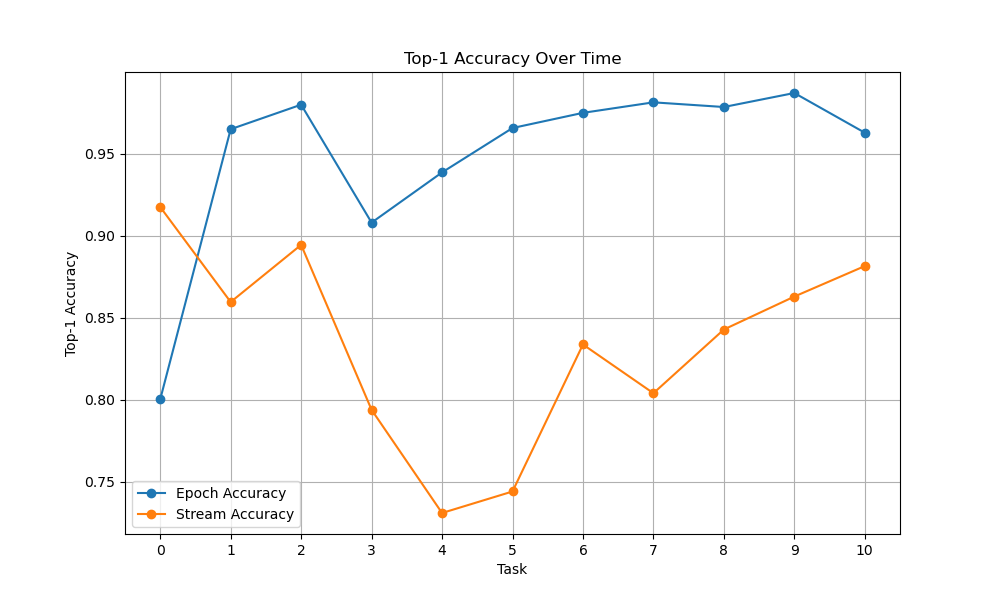 Top-1 Accuracy Over Time
Top-1 Accuracy
0.95
0.90
0.85
0.80
0.75
Epoch Accuracy
Stream Accuracy
0 1 2 3 4 5 6 7 8 9 10
Task